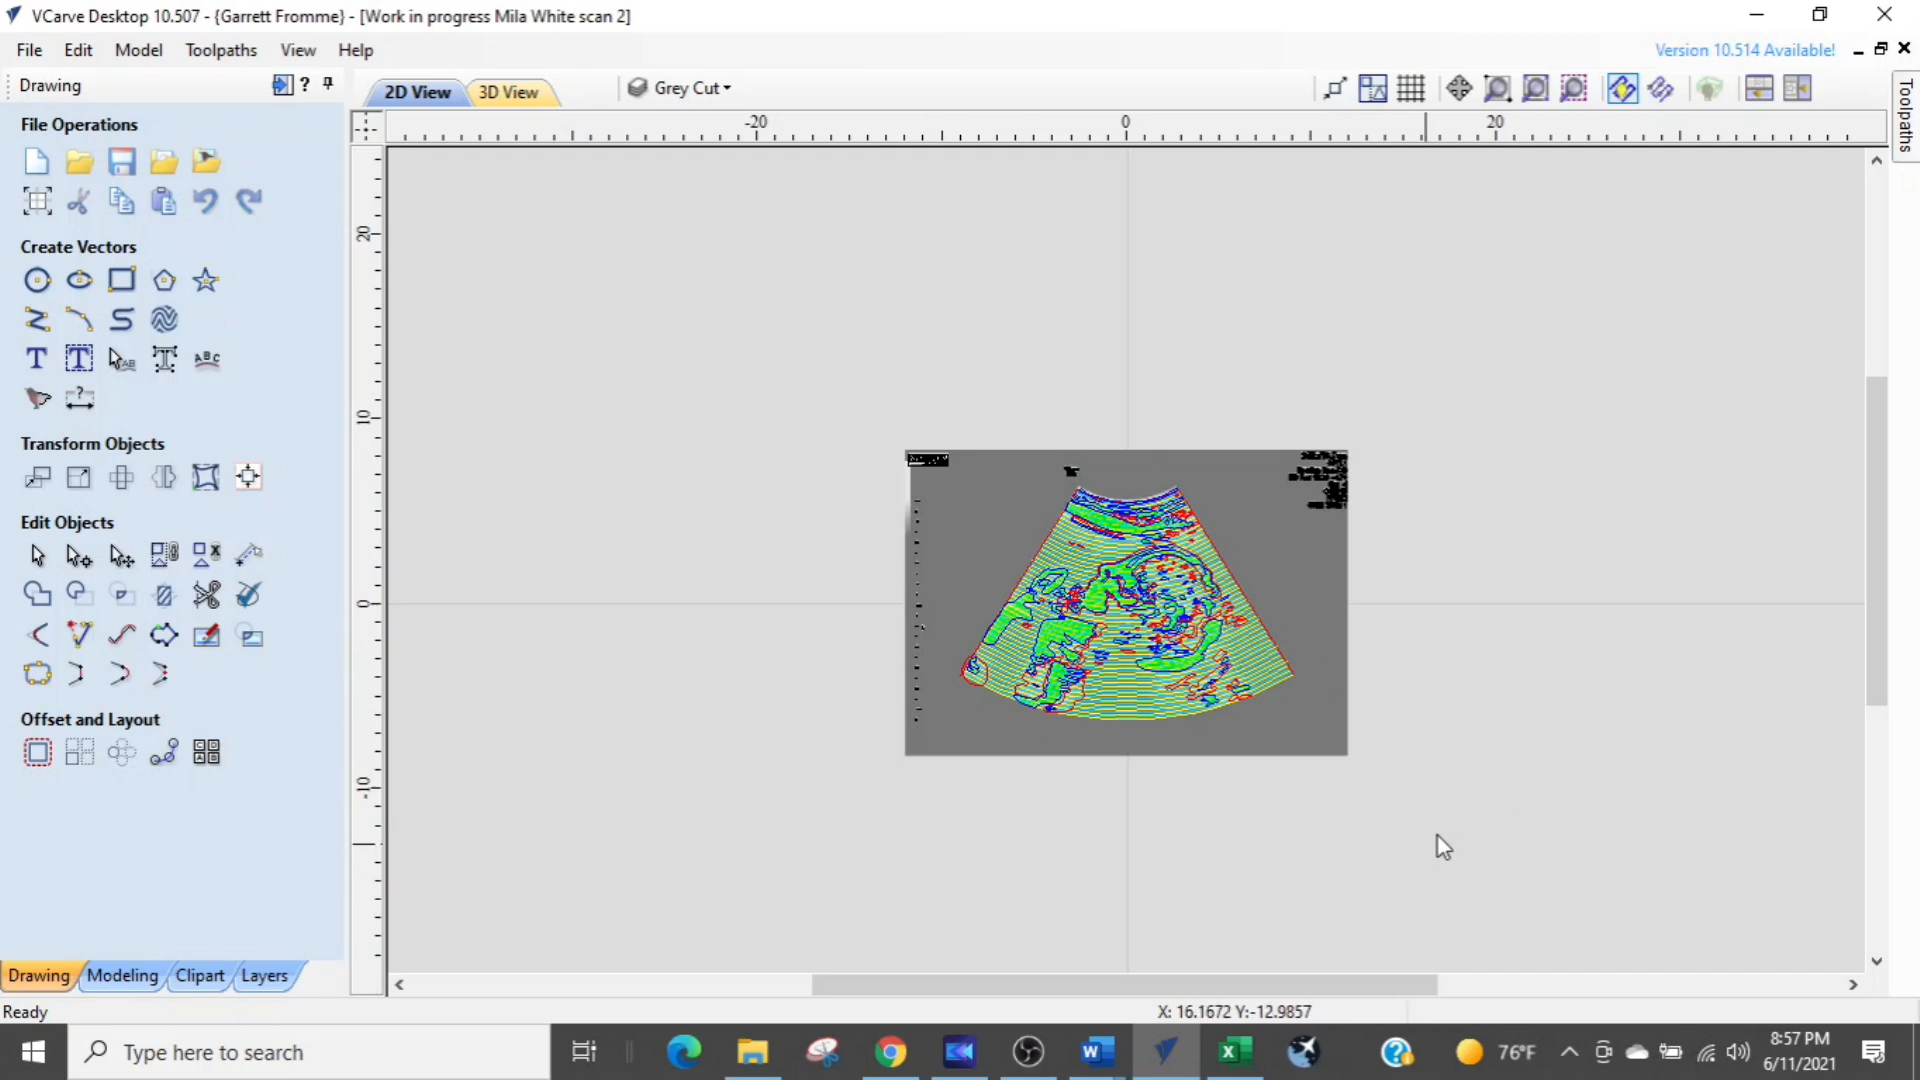 VCarve Desktop 10.507 - {Garrett Fromme} - [Work in progress Mila White scan 2]
File Edit Model Toolpaths View Help
Version 10.514 Available!
Drawing
2D View 3D View
Grey Cut
Toolpaths
-20 0 20
20
10
0
-10
File Operations
Create Vectors
Transform Objects
Edit Objects
Offset and Layout
Drawing Modeling Clipart Layers
Ready
X: 16.1672 Y:-12.9857
Type here to search
76°F
8:57 PM
6/11/2021